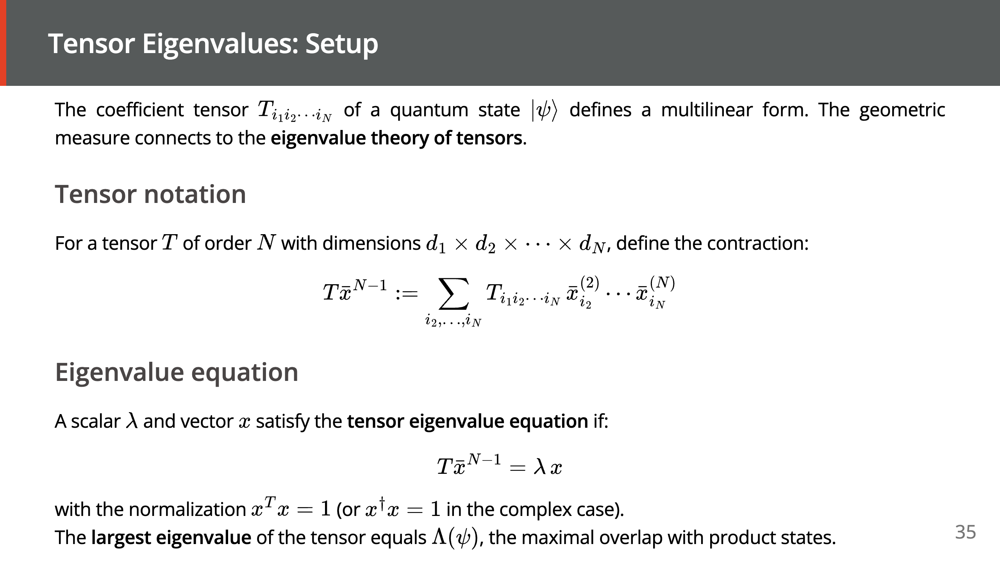 Tensor Eigenvalues: Setup
The coefficient tensor $T_{i_1 i_2 \cdots i_N}$ of a quantum state $|\psi\rangle$ defines a multilinear form. The geometric
measure connects to the eigenvalue theory of tensors.
Tensor notation
For a tensor $T$ of order $N$ with dimensions $d_1 \times d_2 \times \cdots \times d_N$, define the contraction:
$T\bar{x}^{N-1} := \sum_{i_2,\ldots,i_N} T_{i_1 i_2 \cdots i_N} \bar{x}_{i_2}^{(2)} \cdots \bar{x}_{i_N}^{(N)}$
Eigenvalue equation
A scalar $\lambda$ and vector $x$ satisfy the tensor eigenvalue equation if:
$T\bar{x}^{N-1} = \lambda x$
with the normalization $x^T x = 1$ (or $x^\dagger x = 1$ in the complex case).
The largest eigenvalue of the tensor equals $\Lambda(\psi)$, the maximal overlap with product states.
35